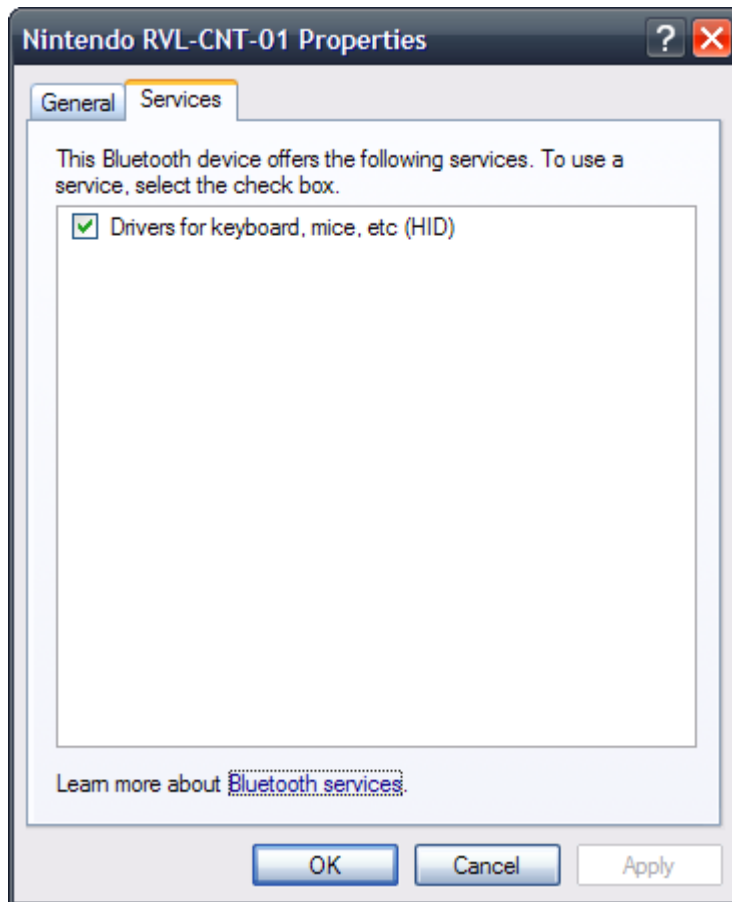 Nintendo RVL-CNT-01 Properties
General Services
This Bluetooth device offers the following services. To use a
service, select the check box.
Drivers for keyboard, mice, etc (HID)
Learn more about Bluetooth services.
OK Cancel Apply